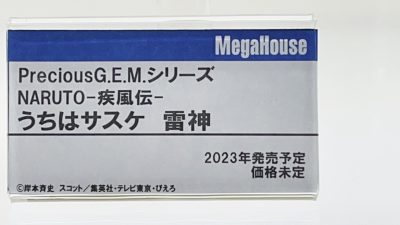 MegaHouse
PreciousG.E.M.シリーズ
NARUTO-疾風伝-
うちはサスケ 雷神
2023年発売予定
価格未定
©岸本斉史 スコット/集英社・テレビ東京・ぴえろ